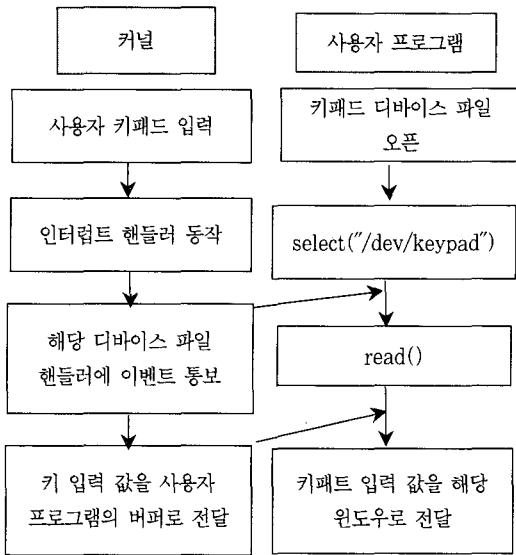 커널
사용자 키패드 입력
인터럽트 핸들러 동작
해당 디바이스 파일
핸들러에 이벤트 통보
키 입력 값을 사용자
프로그램의 버퍼로 전달
사용자 프로그램
키패드 디바이스 파일
오픈
select("/dev/keypad")
read()
키패트 입력 값을 해당
윈도우로 전달